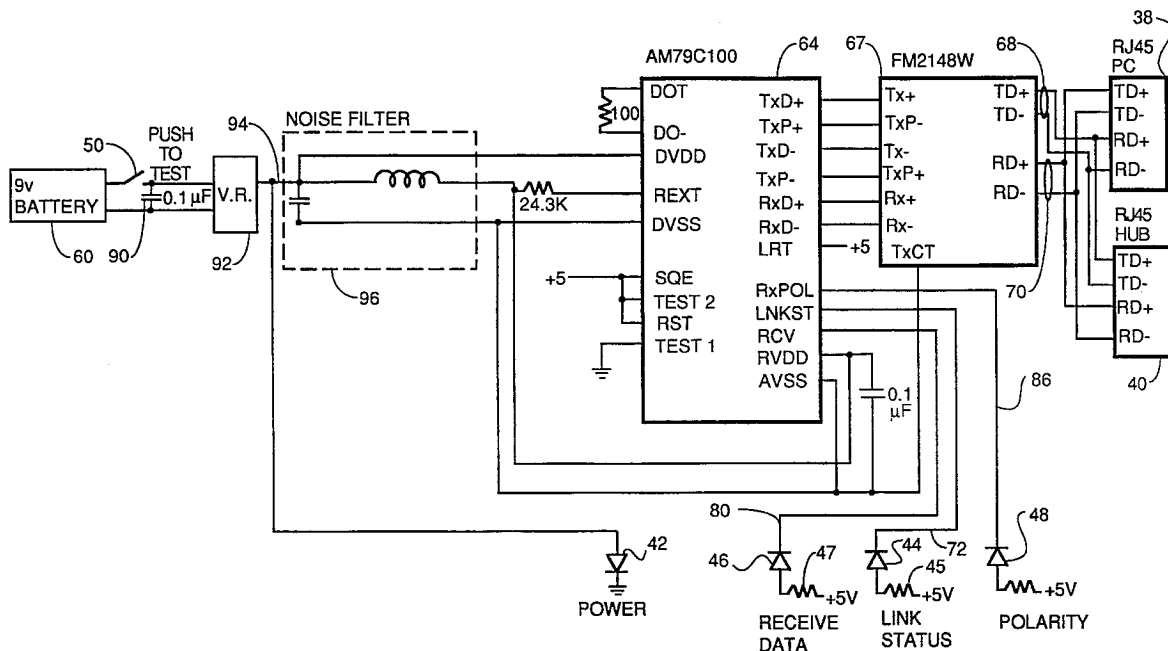 38
64
67
68
RJ45
PC
AM79C100
FM2148W
DOT
100
DO-
DVDD
REXT
DVSS
SQE
TEST 2
RST
TEST 1
TxD+
TxP+
TxD-
TxP-
RxD+
RxD-
LRT
+5
RxPOL
LNKST
RCV
RVDD
AVSS
Tx+
TxP-
Tx-
TxP+
Rx+
Rx-
TxCT
TD+
TD-
RD+
RD-
TD+
TD-
RD+
RD-
RJ45
HUB
TD+
TD-
RD+
RD-
40
70
86
50
PUSH
TO
TEST
94
NOISE FILTER
9v
BATTERY
0.1 µF
V.R.
60
90
92
96
24.3K
+5
0.1
µF
42
POWER
80
46
47
+5V
RECEIVE
DATA
44
72
45
+5V
LINK
STATUS
48
+5V
POLARITY